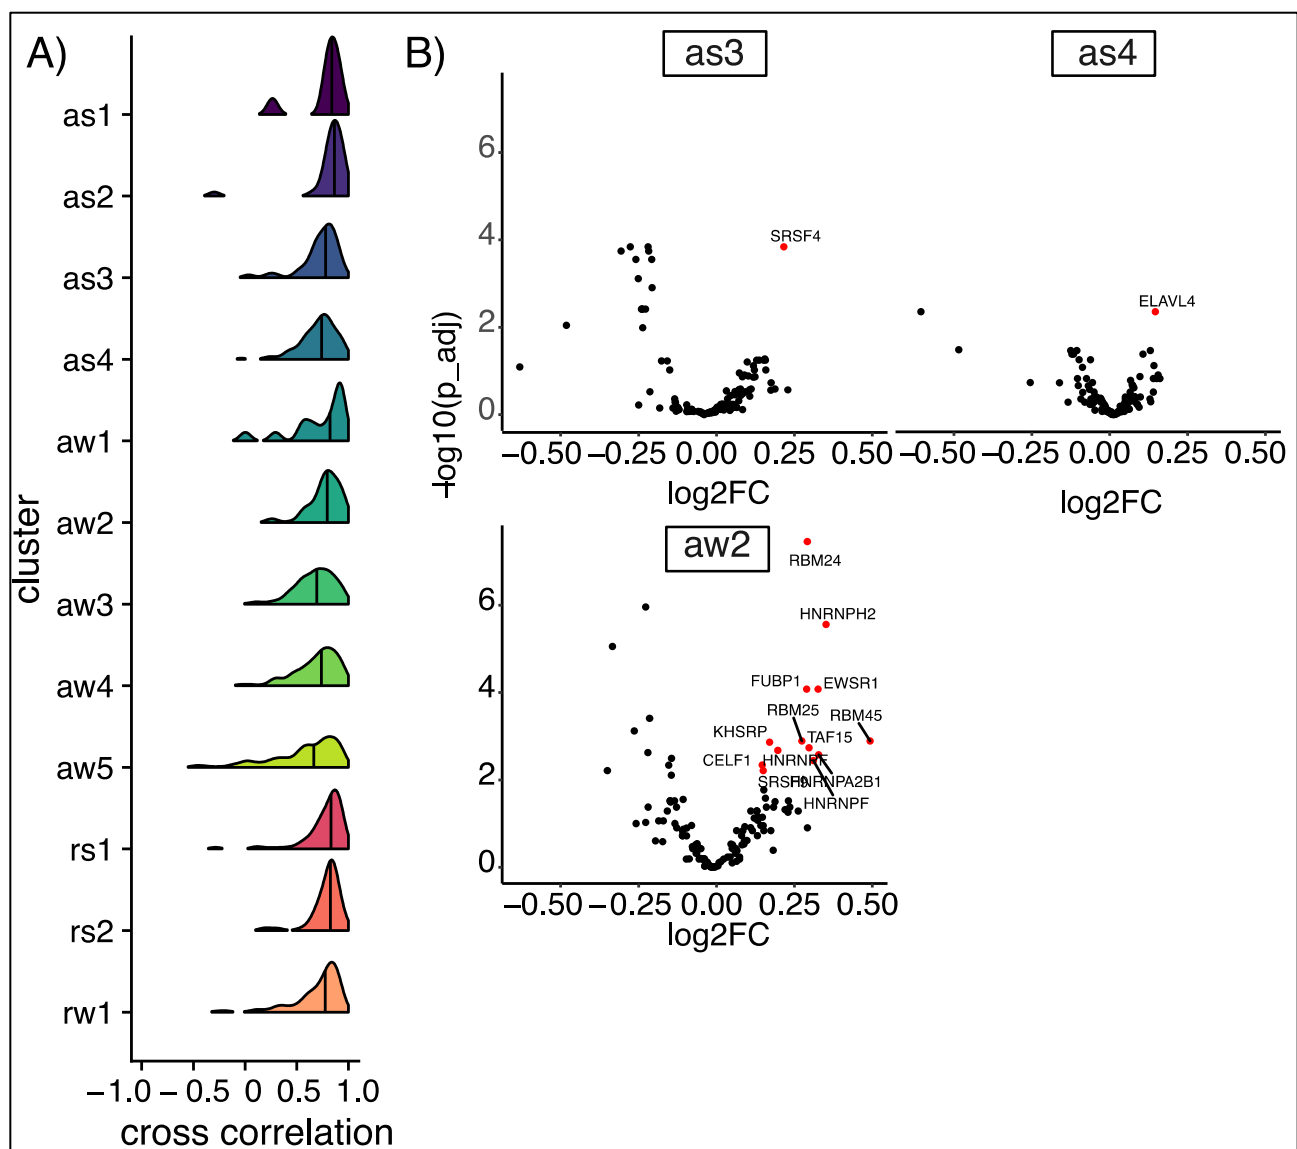 A)
as1
as2
as3
as4
aw1
aw2
aw3
aw4
aw5
rs1
rs2
rw1
cluster
−1.0 −0.5 0 0.5 1.0
cross correlation
B)
as3
6
4
2
0
−log10(p_adj)
SRSF4
−0.50 −0.25 0.00 0.25 0.50
log2FC
as4
ELAVL4
−0.50 −0.25 0.00 0.25 0.50
log2FC
aw2
6
4
2
0
RBM24
HNRNPH2
FUBP1 EWSR1
RBM25 RBM45
KHSRP TAF15
CELF1
HNRNPA2B1
HNRNPF
−0.50 −0.25 0.00 0.25 0.50
log2FC